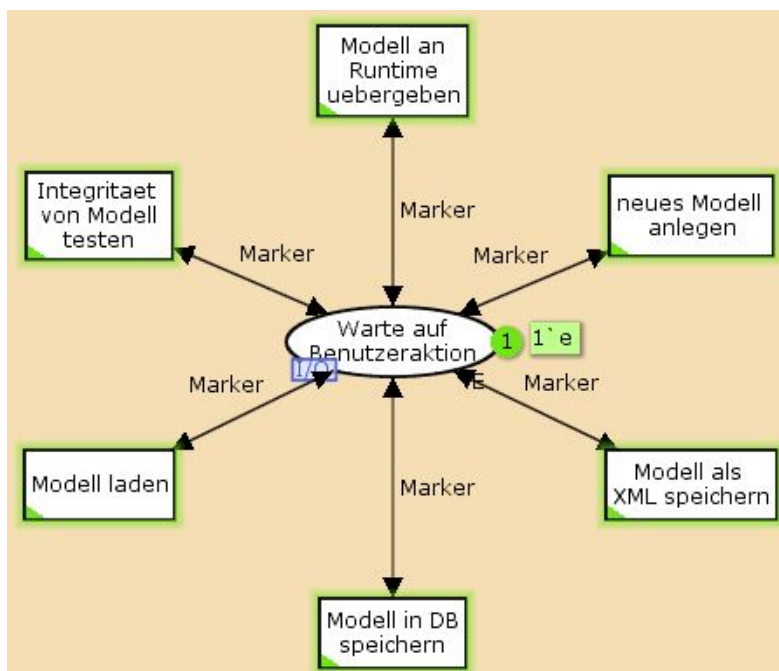 Modell an
Runtime
uebergeben
Integritaet
von Modell
testen
neues Modell
anlegen
Marker
Marker
Marker
Warte auf
Benutzeraktion
1
1`e
I/O
E
Marker
Marker
Marker
Modell laden
Modell als
XML speichern
Modell in DB
speichern